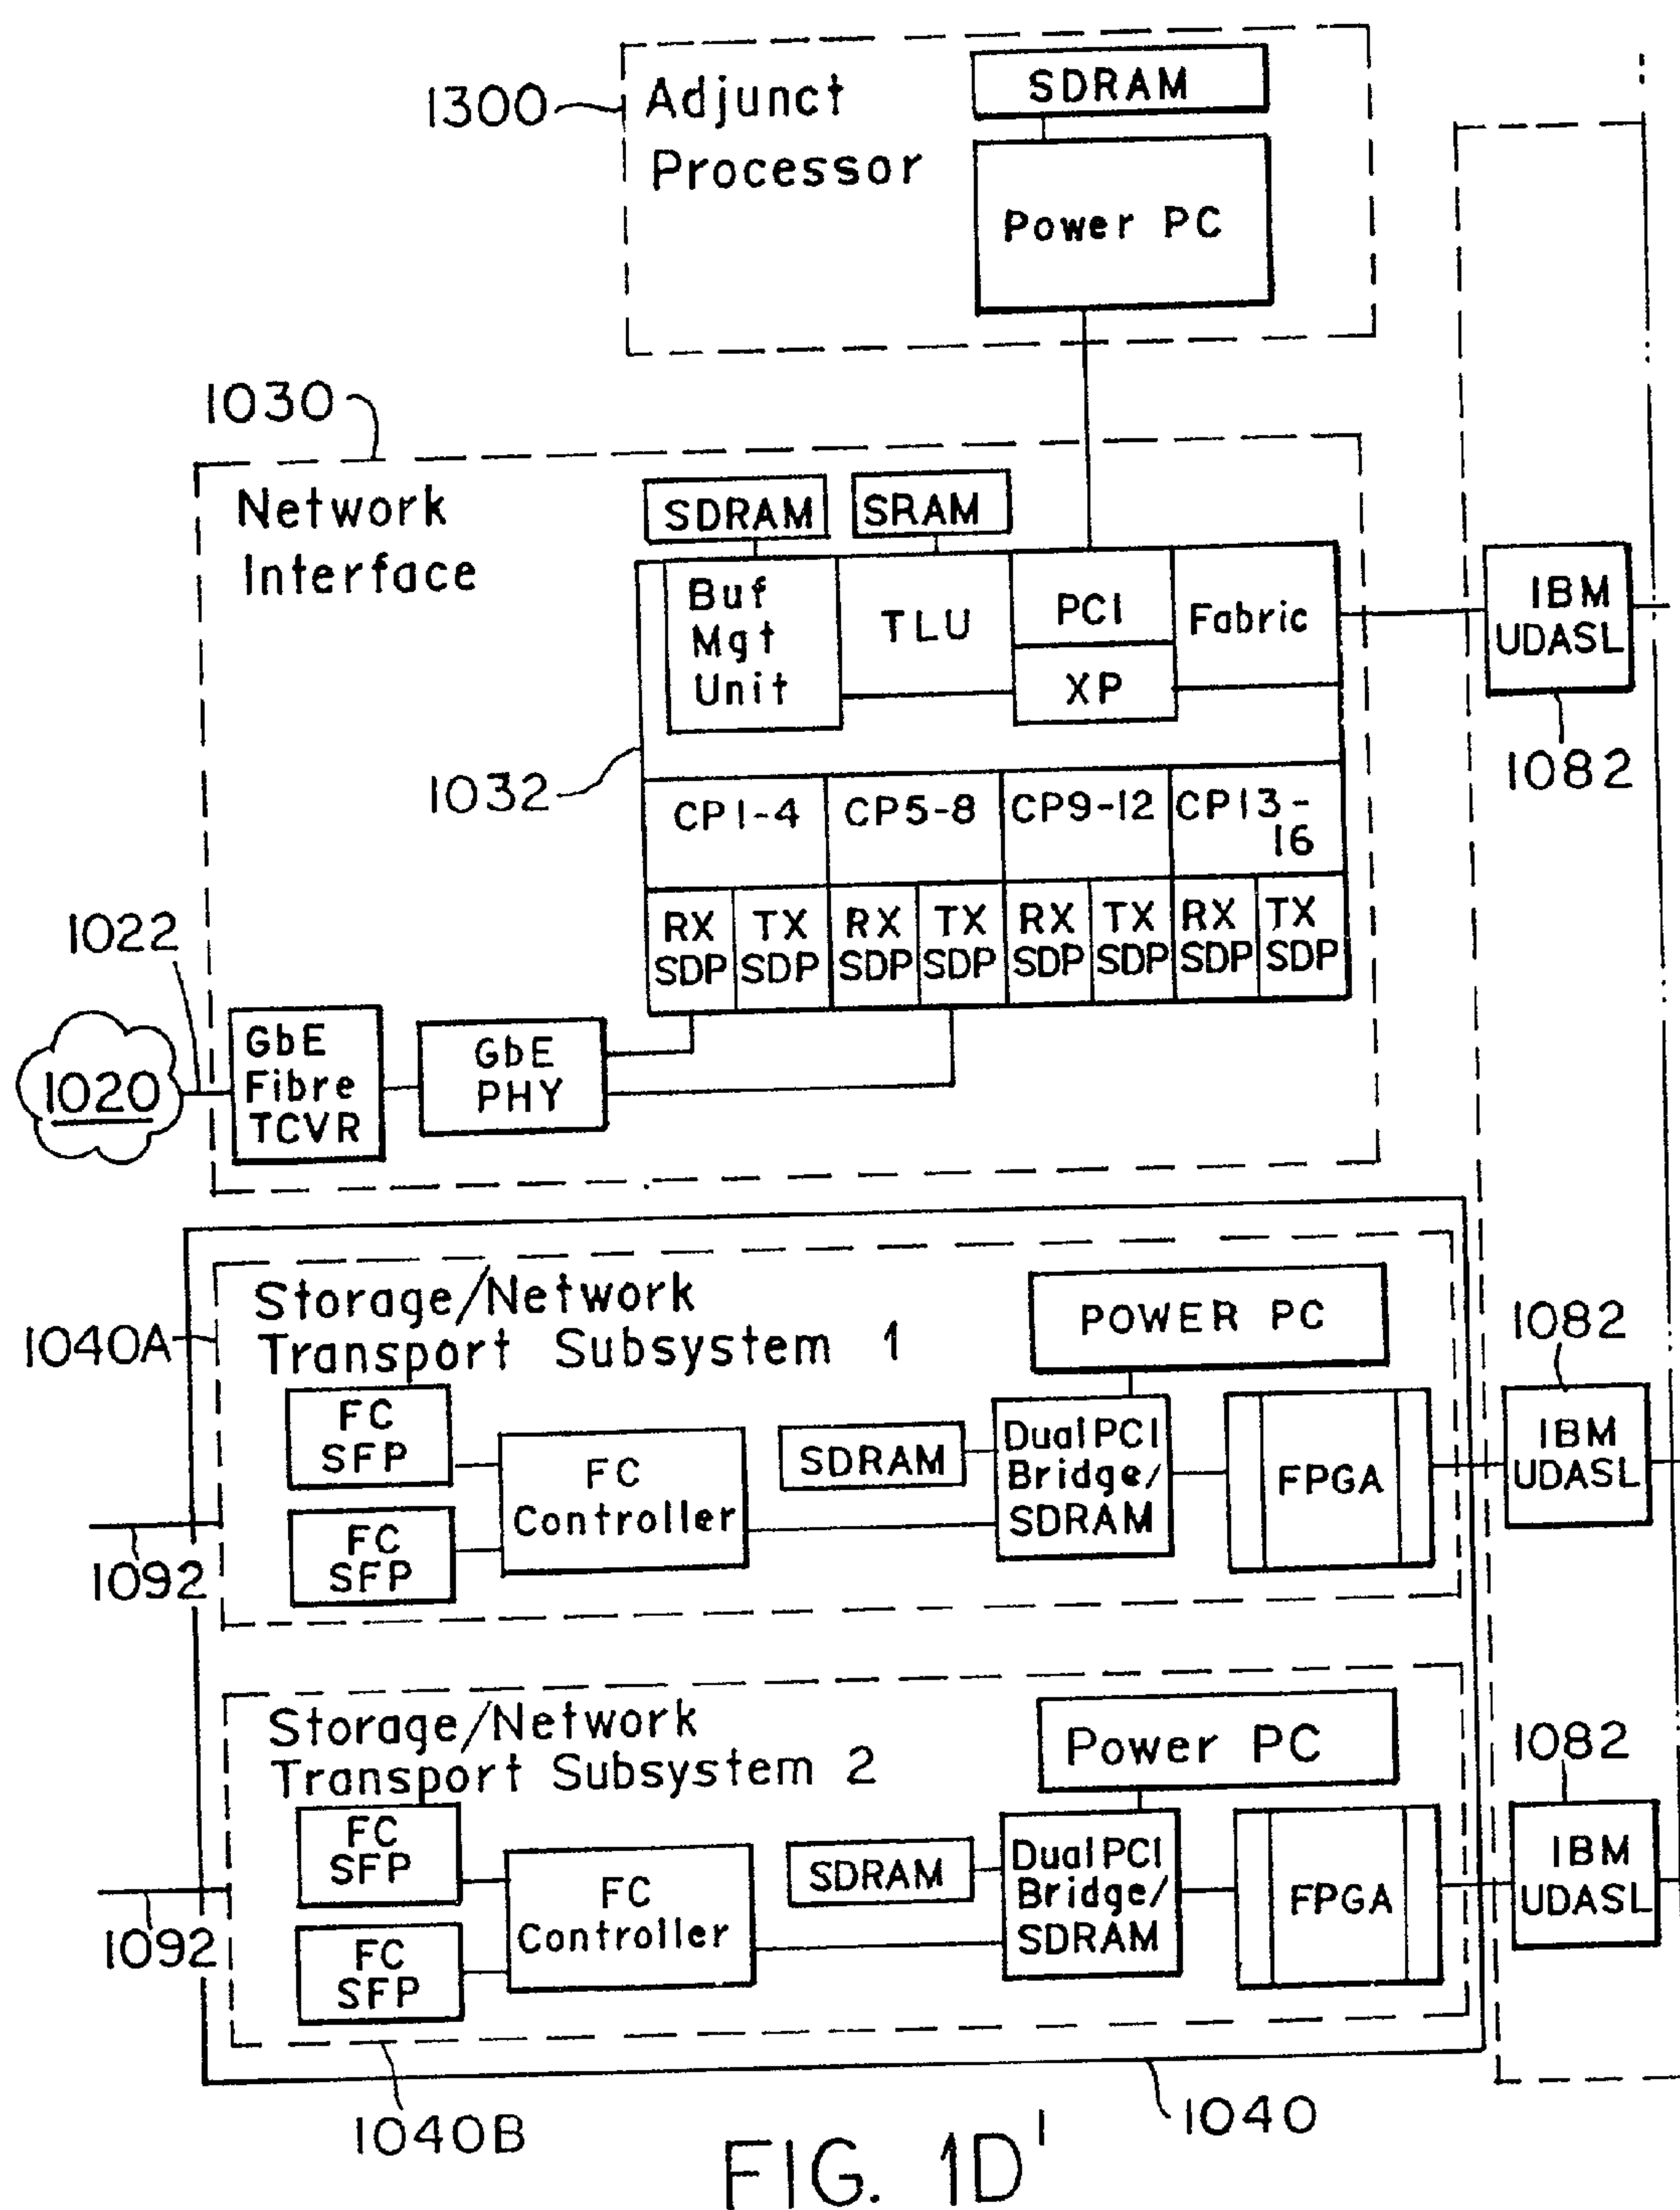 1300
Adjunct
Processor
SDRAM
Power PC
1030
Network
Interface
SDRAM
SRAM
Buf
Mgt
Unit
TLU
PCI
XP
Fabric
IBM
UDASL
1082
1032
CP1-4
CP5-8
CP9-12
CP13-
16
RX
SDP
TX
SDP
RX
SDP
TX
SDP
RX
SDP
TX
SDP
RX
SDP
TX
SDP
1022
1020
GbE
Fibre
TCVR
GbE
PHY
Storage/Network
Transport Subsystem 1
1040A
POWER PC
FC
SFP
FC
SFP
FC
Controller
SDRAM
Dual PCI
Bridge/
SDRAM
FPGA
1082
IBM
UDASL
1092
Storage/Network
Transport Subsystem 2
Power PC
FC
SFP
FC
SFP
FC
Controller
SDRAM
Dual PCI
Bridge/
SDRAM
FPGA
1082
IBM
UDASL
1092
1040B
1040
FIG. 1D'